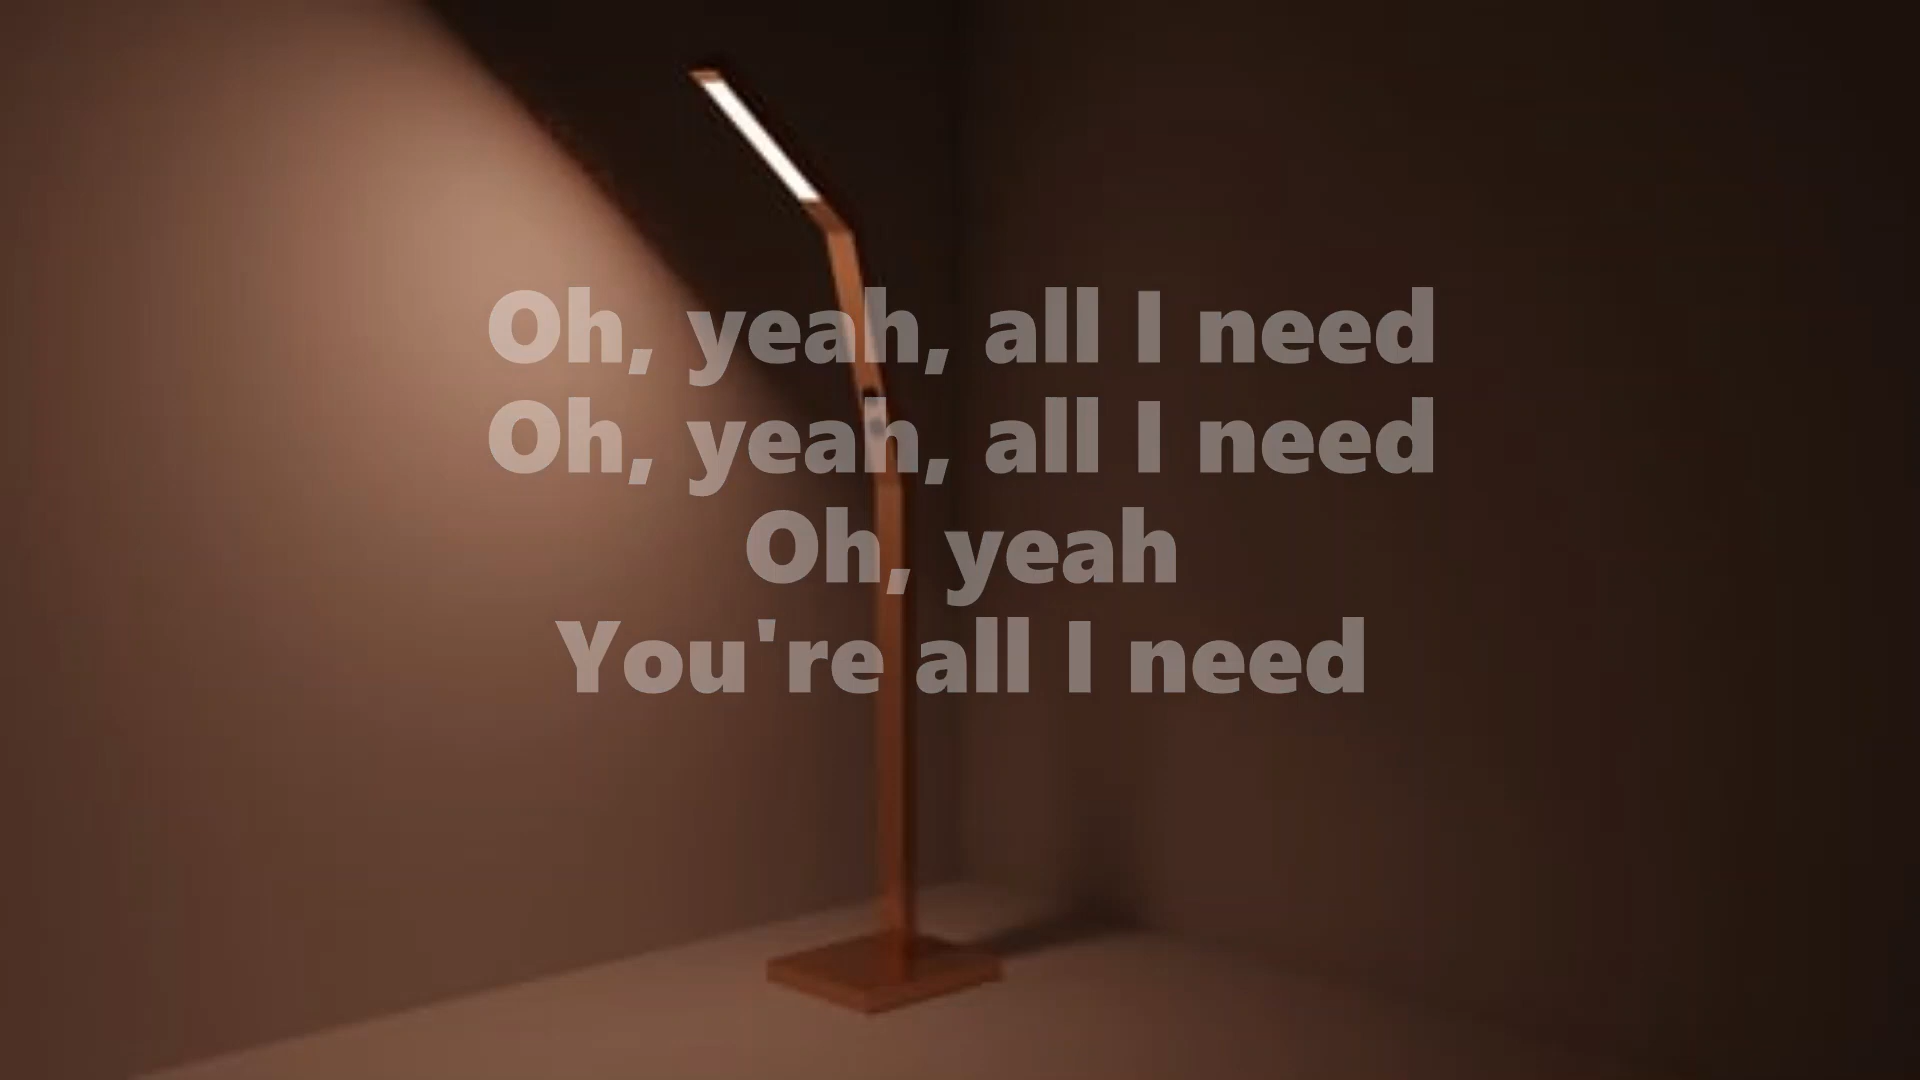 Oh, yeah, all I need
Oh, yeah, all I need
Oh, yeah
You're all I need